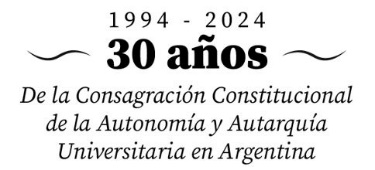 1994 - 2024
30 años
De la Consagración Constitucional
de la Autonomía y Autarquía
Universitaria en Argentina